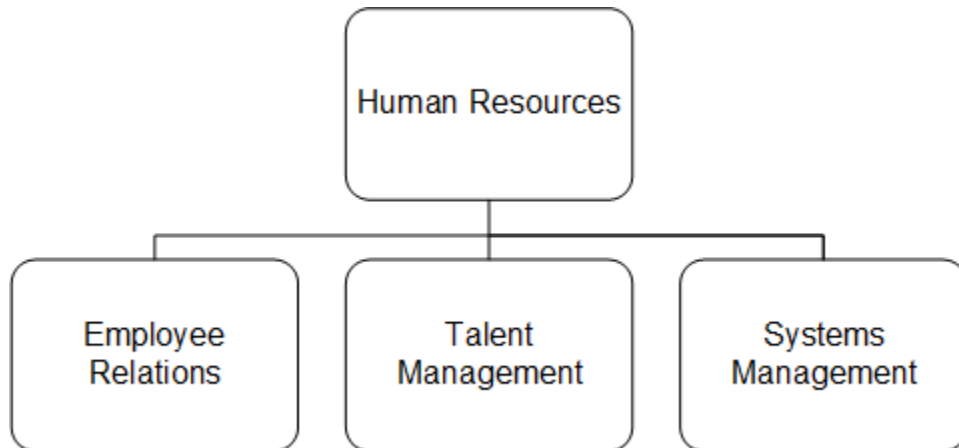 Human Resources
Employee
Relations
Talent
Management
Systems
Management